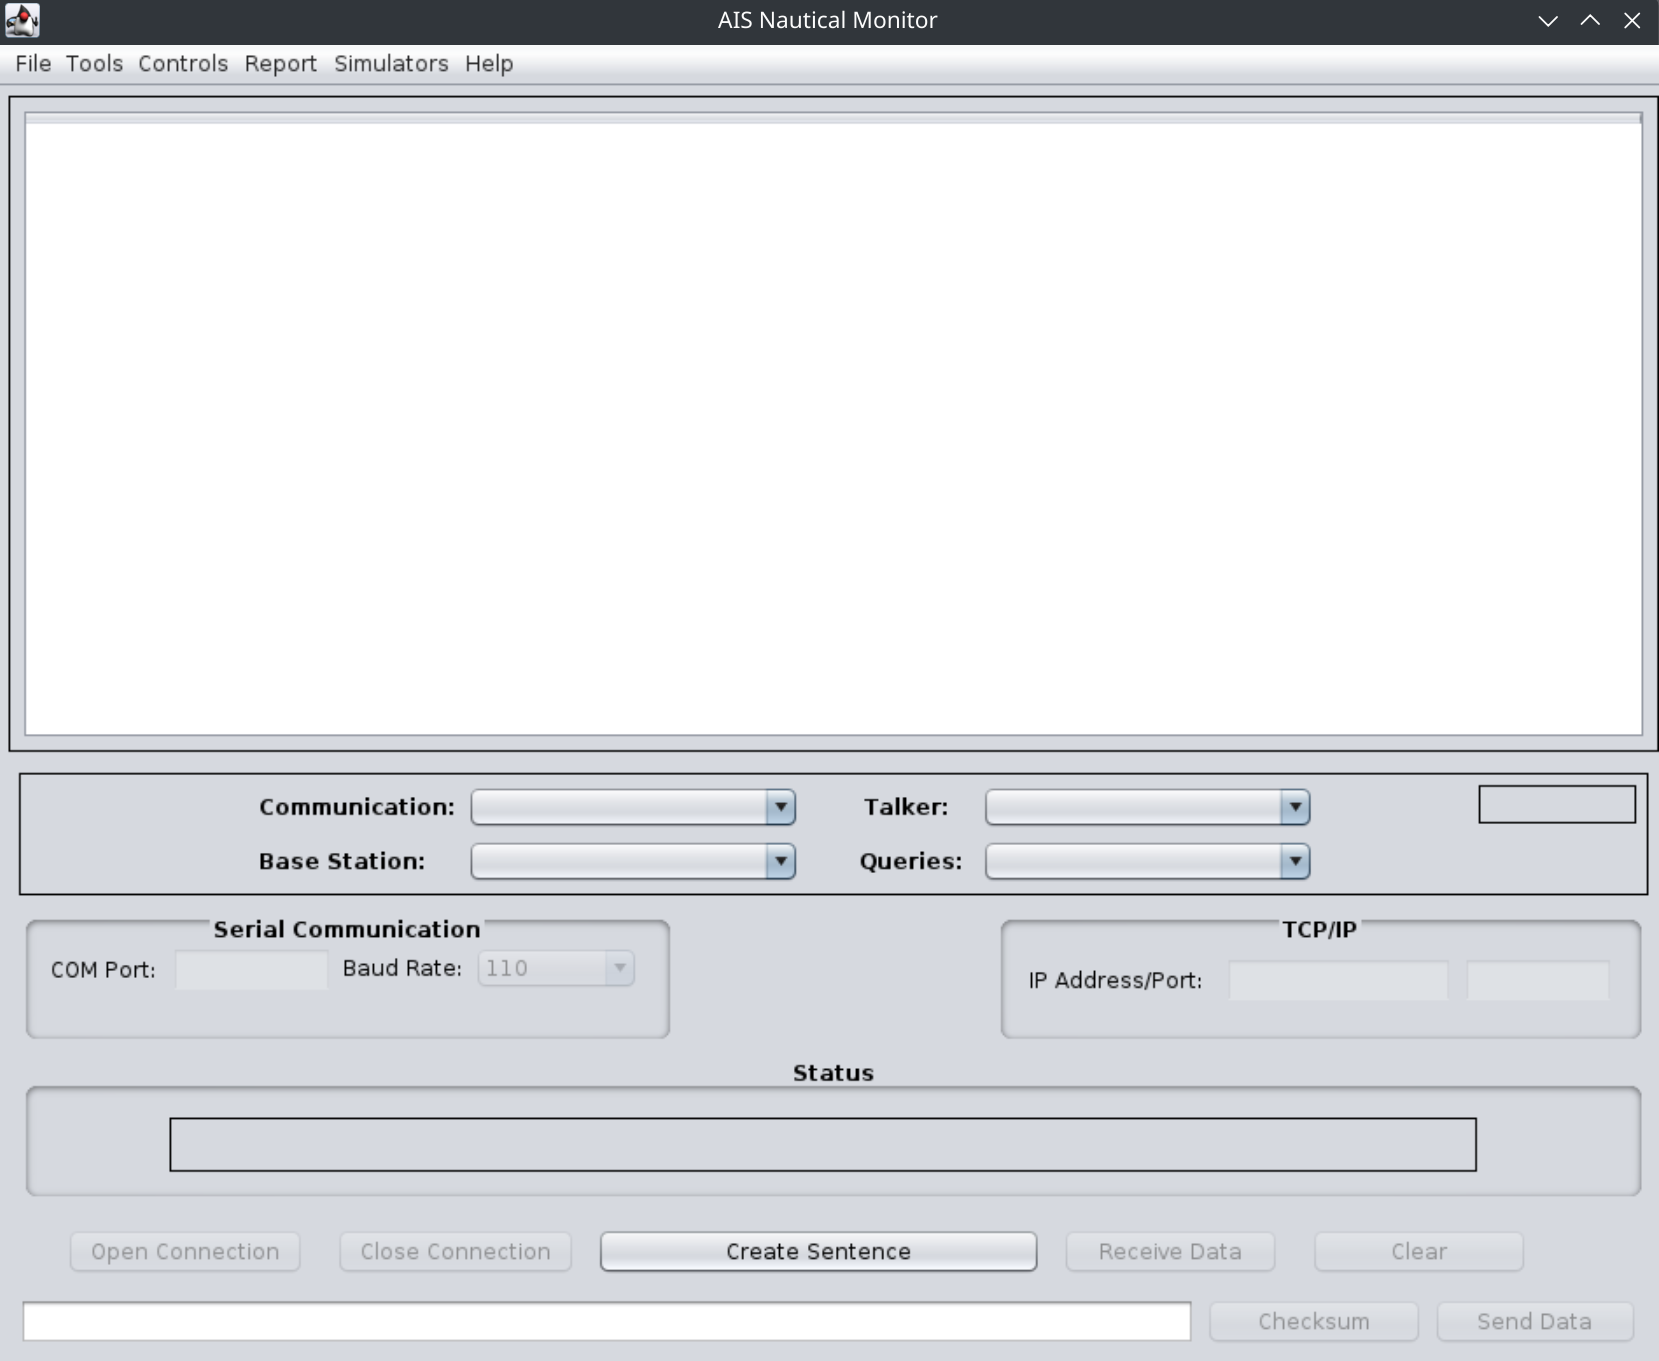 AIS Nautical Monitor
File Tools Controls Report Simulators Help
Communication: Talker:
Base Station: Queries:
Serial Communication TCP/IP
COM Port: Baud Rate: 110 IP Address/Port:
Status
Open Connection Close Connection Create Sentence Receive Data Clear
Checksum Send Data